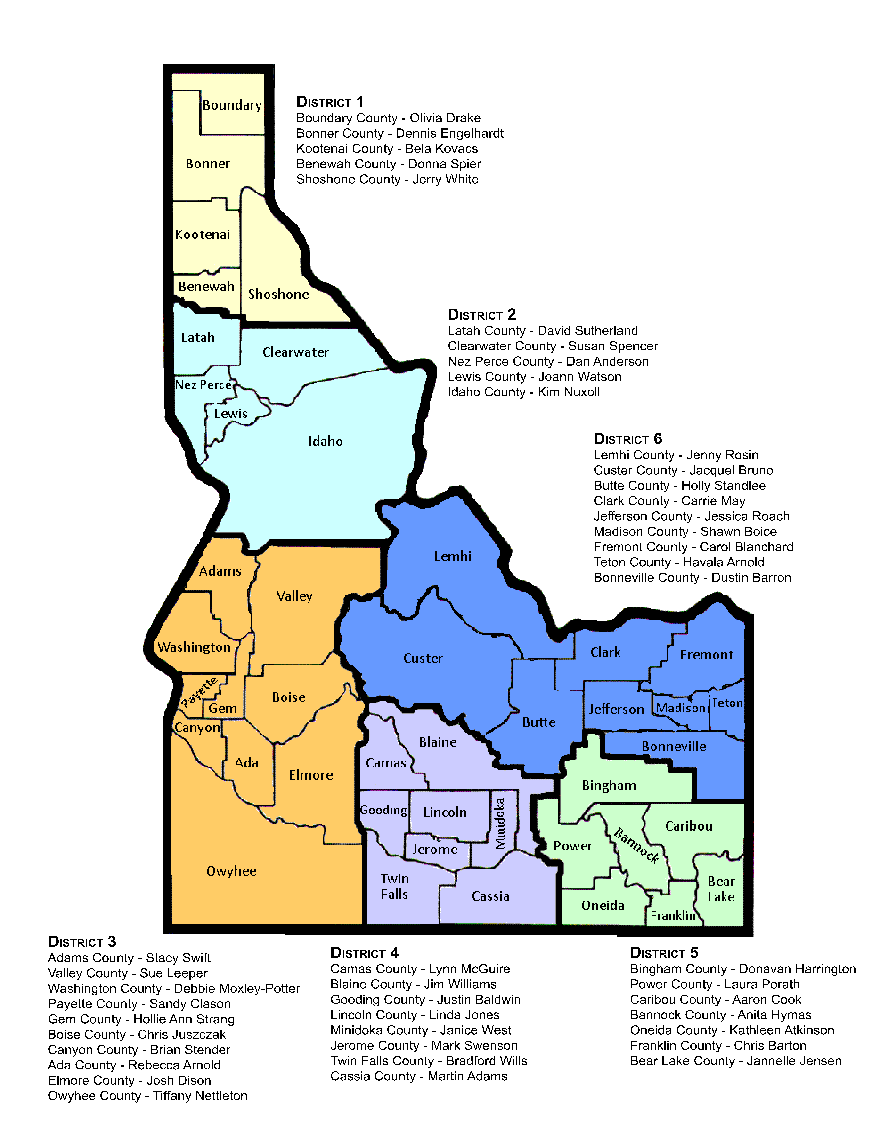 Boundary
Bonner
Kootenai
Benewah
Shoshone
DISTRICT 1
Boundary County - Olivia Drake
Bonner County - Dennis Engelhardt
Kootenai County - Bela Kovacs
Benewah County - Donna Spier
Shoshone County - Jerry White
Latah
Clearwater
Nez Perce
Lewis
Idaho
DISTRICT 2
Latah County - David Sutherland
Clearwater County - Susan Spencer
Nez Perce County - Dan Anderson
Lewis County - Joann Watson
Idaho County - Kim Nuxoll
DISTRICT 6
Lemhi County - Jenny Rosin
Custer County - Jacquel Bruno
Butte County - Holly Standlee
Clark County - Carrie May
Jefferson County - Jessica Roach
Madison County - Shawn Boice
Fremont County - Carol Blanchard
Teton County - Havala Arnold
Bonneville County - Dustin Barron
Lemhi
Custer
Clark
Fremont
Butte
Jefferson
Madison
Teton
Bonneville
Adams
Valley
Washington
Payette
Gem
Boise
Canyon
Ada
Elmore
Owyhee
Blaine
Camas
Gooding
Lincoln
Minidoka
Jerome
Twin
Falls
Cassia
Bingham
Power
Bannock
Caribou
Oneida
Franklin
Bear
Lake
DISTRICT 3
Adams County - Stacy Swift
Valley County - Sue Leeper
Washington County - Debbie Moxley-Potter
Payette County - Sandy Clason
Gem County - Hollie Ann Strang
Boise County - Chris Juszczak
Canyon County - Brian Stender
Ada County - Rebecca Arnold
Elmore County - Josh Dison
Owyhee County - Tiffany Nettleton
DISTRICT 4
Camas County - Lynn McGuire
Blaine County - Jim Williams
Gooding County - Justin Baldwin
Lincoln County - Linda Jones
Minidoka County - Janice West
Jerome County - Mark Swenson
Twin Falls County - Bradford Wills
Cassia County - Martin Adams
DISTRICT 5
Bingham County - Donavan Harrington
Power County - Laura Porath
Caribou County - Aaron Cook
Bannock County - Anita Hymas
Oneida County - Kathleen Atkinson
Franklin County - Chris Barton
Bear Lake County - Jannelle Jensen